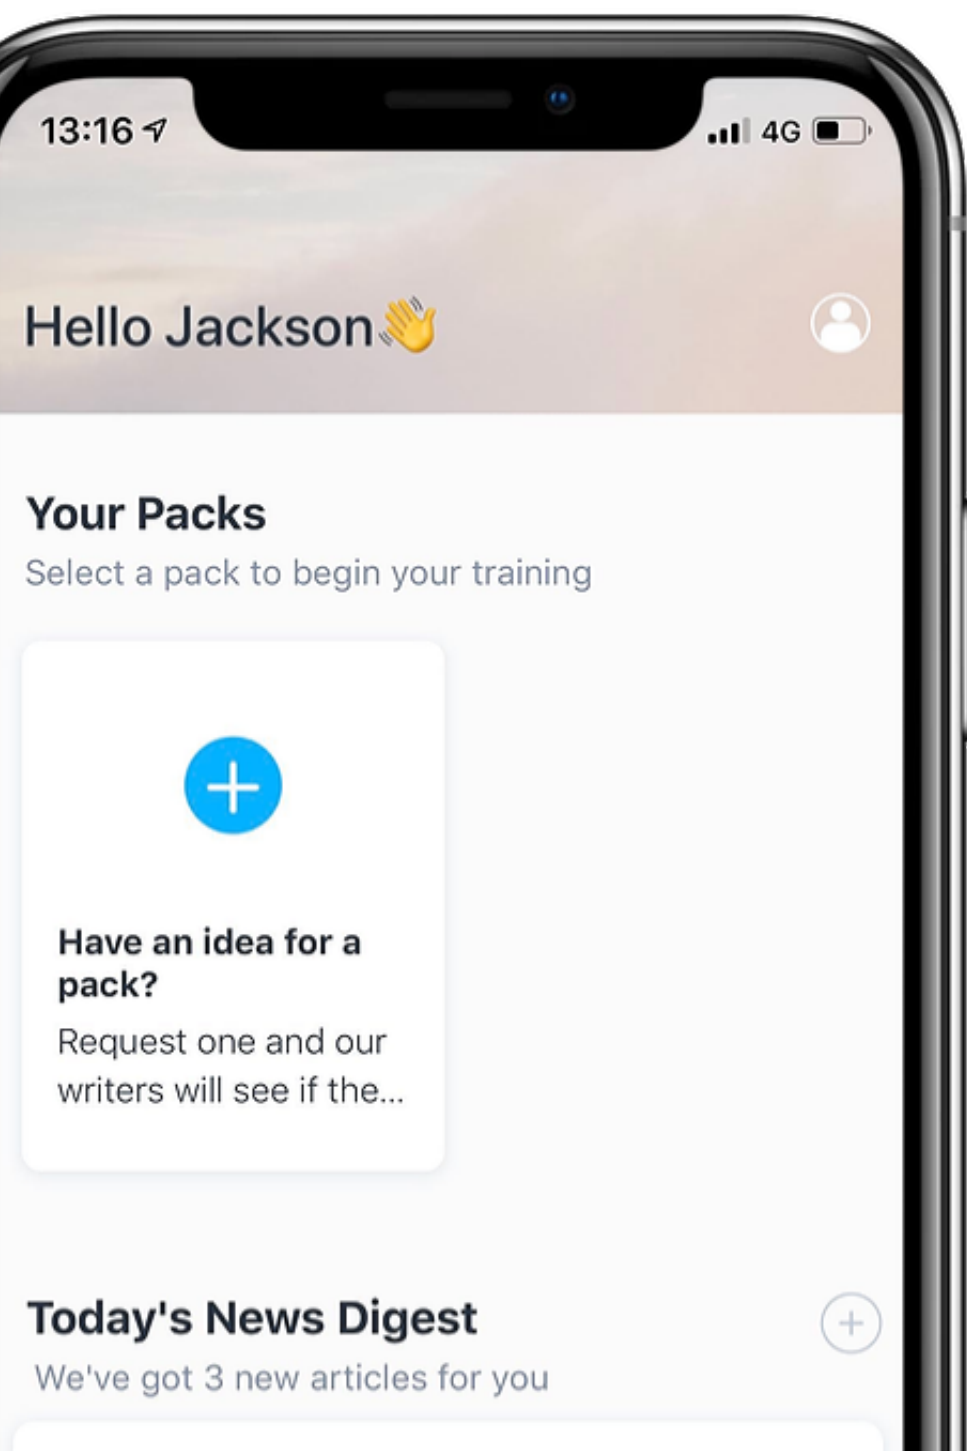 13:16
4G
Hello Jackson👋
Your Packs
Select a pack to begin your training
Have an idea for a
pack?
Request one and our
writers will see if the...
Today's News Digest
We've got 3 new articles for you